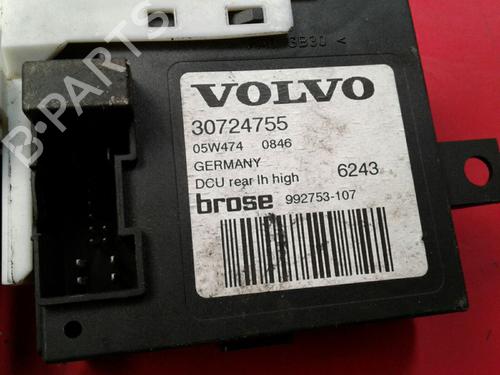 B-PARTS
VOLVO
30724755
05W474 0846
GERMANY
DCU rear lh high 6243
brose 992753-107